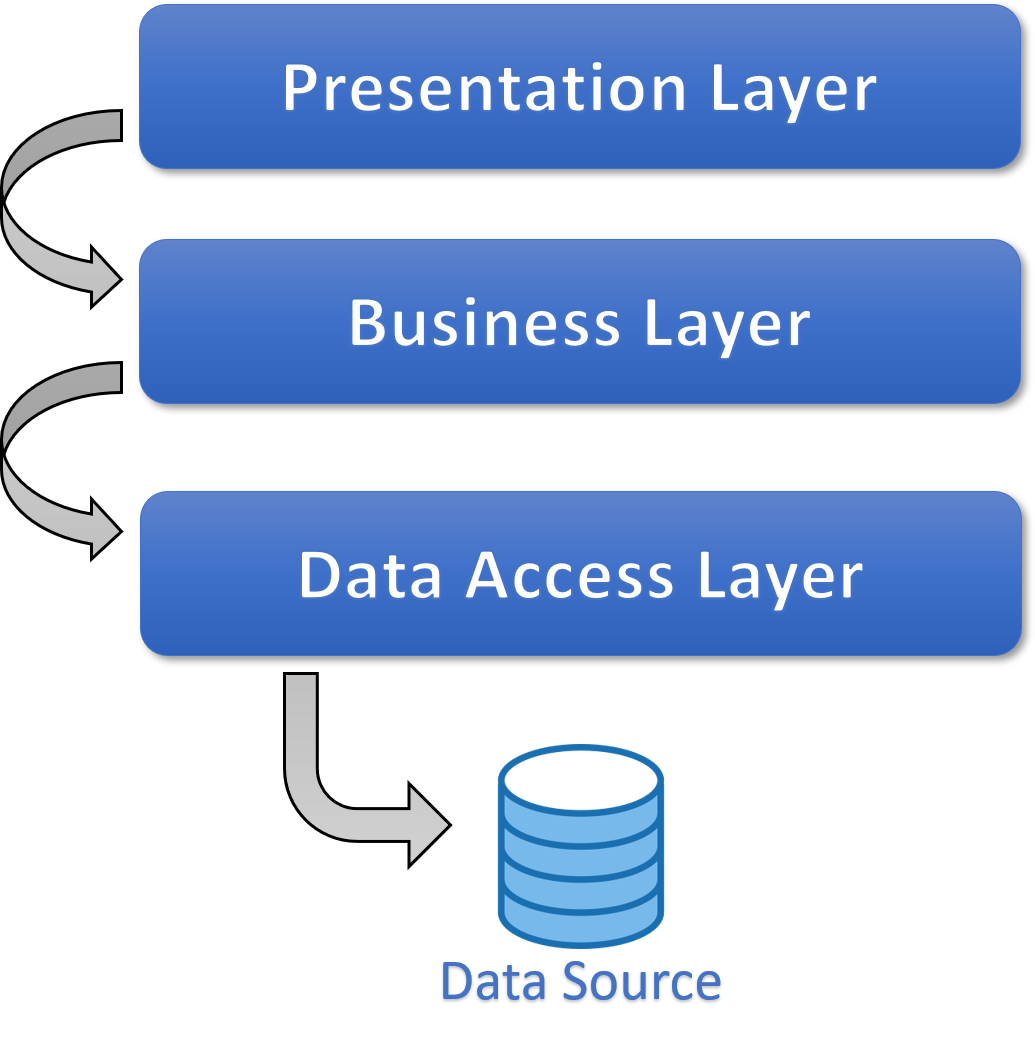 Presentation Layer
Business Layer
Data Access Layer
Data Source